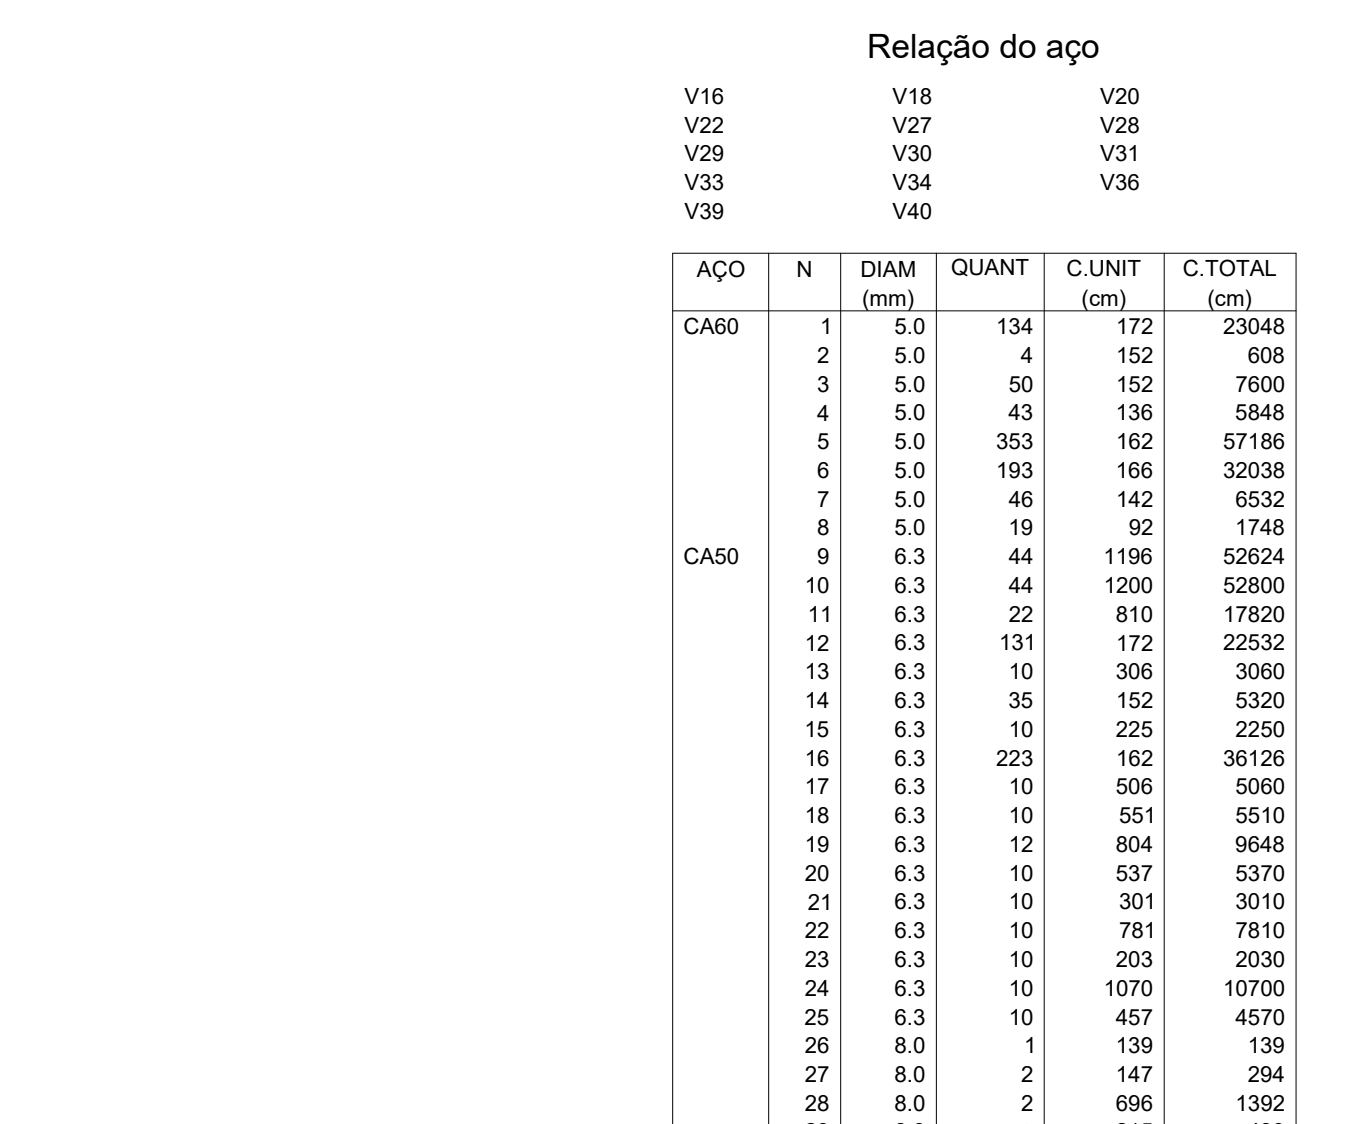 Relação do aço
V16 V18 V20
V22 V27 V28
V29 V30 V31
V33 V34 V36
V39 V40
AÇO N DIAM QUANT C.UNIT C.TOTAL
(mm) (cm) (cm)
CA60 1 5.0 134 172 23048
2 5.0 4 152 608
3 5.0 50 152 7600
4 5.0 43 136 5848
5 5.0 353 162 57186
6 5.0 193 166 32038
7 5.0 46 142 6532
8 5.0 19 92 1748
CA50 9 6.3 44 1196 52624
10 6.3 44 1200 52800
11 6.3 22 810 17820
12 6.3 131 172 22532
13 6.3 10 306 3060
14 6.3 35 152 5320
15 6.3 10 225 2250
16 6.3 223 162 36126
17 6.3 10 506 5060
18 6.3 10 551 5510
19 6.3 12 804 9648
20 6.3 10 537 5370
21 6.3 10 301 3010
22 6.3 10 781 7810
23 6.3 10 203 2030
24 6.3 10 1070 10700
25 6.3 10 457 4570
26 8.0 1 139 139
27 8.0 2 147 294
28 8.0 2 696 1392